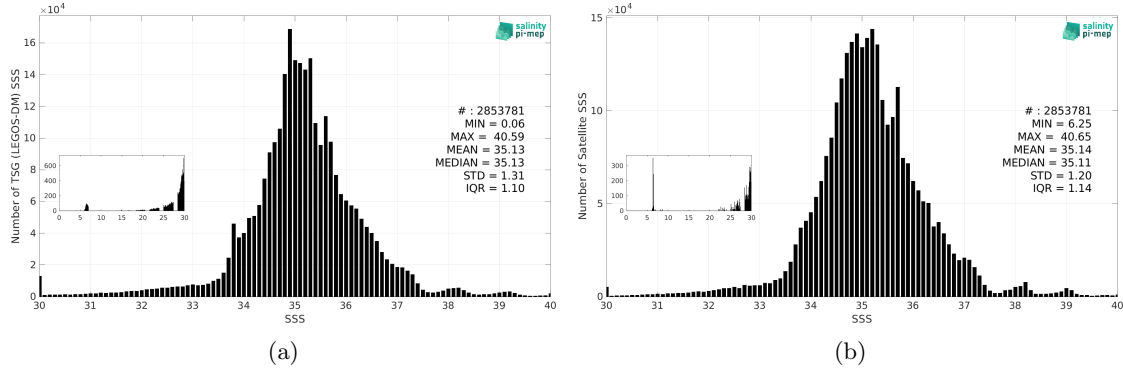 ×10⁴
16
14
12
10
8
6
4
2
0
Number of TSG (LEGOS-DM) SSS
salinity
pi-mep
# : 2853781
MIN = 0.06
MAX = 40.59
MEAN = 35.13
MEDIAN = 35.13
STD = 1.31
IQR = 1.10
600
400
200
0
0 5 10 15 20 25 30
30 31 32 33 34 35 36 37 38 39 40
SSS
(a)
×10⁴
15
10
5
0
Number of Satellite SSS
salinity
pi-mep
# : 2853781
MIN = 6.25
MAX = 40.65
MEAN = 35.14
MEDIAN = 35.11
STD = 1.20
IQR = 1.14
300
200
100
0
0 5 10 15 20 25 30
30 31 32 33 34 35 36 37 38 39 40
SSS
(b)